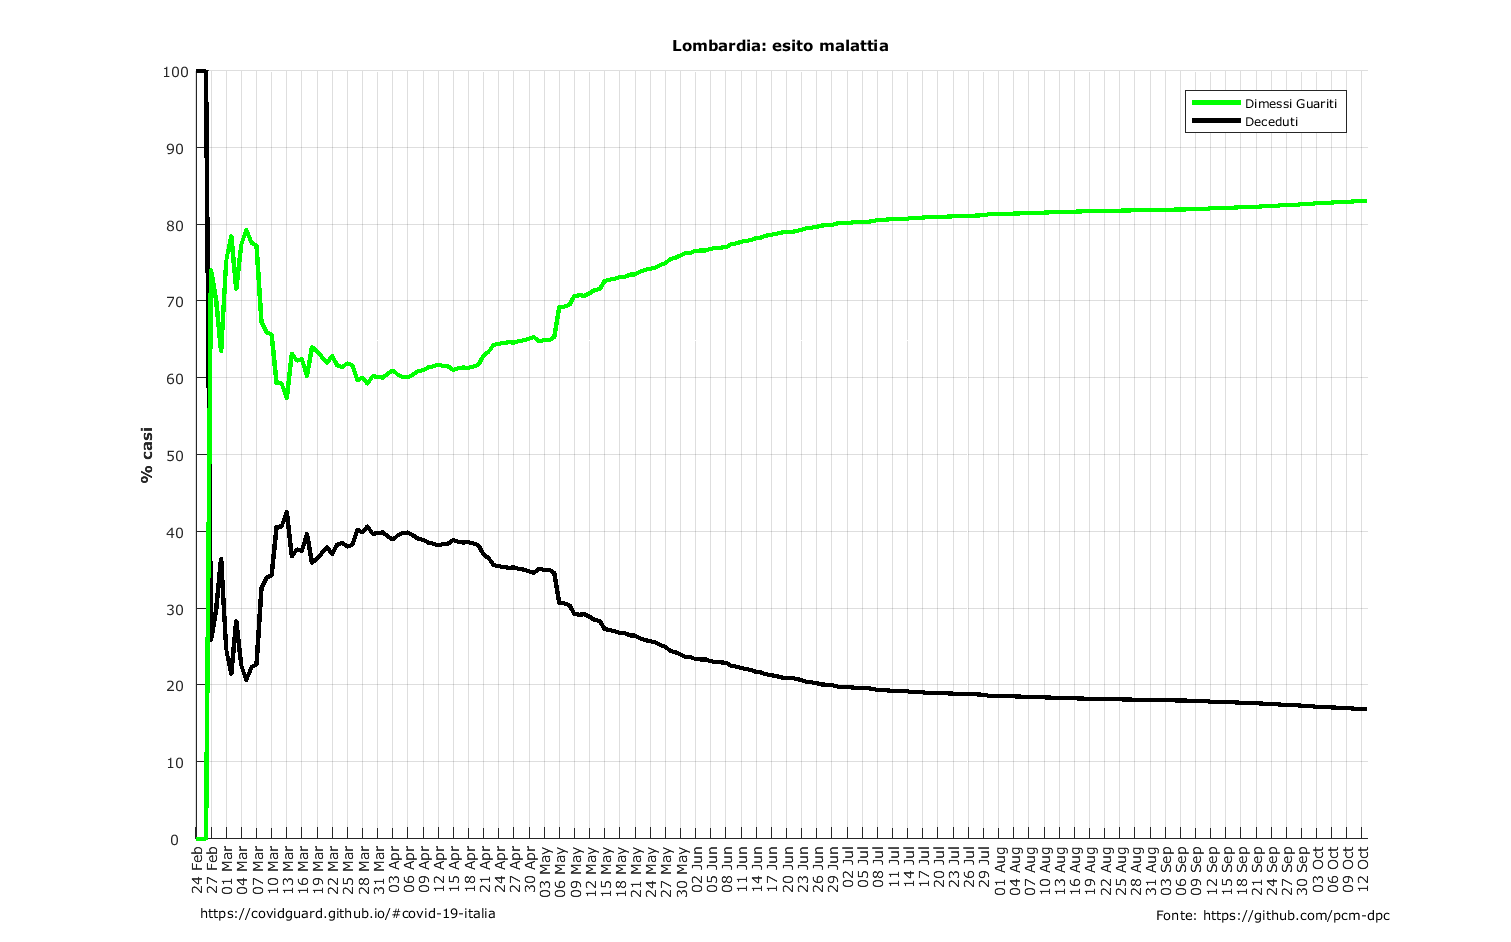 Lombardia: esito malattia
Dimessi Guariti
Deceduti
% casi
100
90
80
70
60
50
40
30
20
10
0
24 Feb
27 Feb
01 Mar
04 Mar
07 Mar
10 Mar
13 Mar
16 Mar
19 Mar
22 Mar
25 Mar
28 Mar
31 Mar
03 Apr
06 Apr
09 Apr
12 Apr
15 Apr
18 Apr
21 Apr
24 Apr
27 Apr
30 Apr
03 May
06 May
09 May
12 May
15 May
18 May
21 May
24 May
27 May
30 May
02 Jun
05 Jun
08 Jun
11 Jun
14 Jun
17 Jun
20 Jun
23 Jun
26 Jun
29 Jun
02 Jul
05 Jul
08 Jul
11 Jul
14 Jul
17 Jul
20 Jul
23 Jul
26 Jul
29 Jul
01 Aug
04 Aug
07 Aug
10 Aug
13 Aug
16 Aug
19 Aug
22 Aug
25 Aug
28 Aug
31 Aug
03 Sep
06 Sep
09 Sep
12 Sep
15 Sep
18 Sep
21 Sep
24 Sep
27 Sep
30 Sep
03 Oct
06 Oct
09 Oct
12 Oct
https://covidguard.github.io/#covid-19-italia
Fonte: https://github.com/pcm-dpc